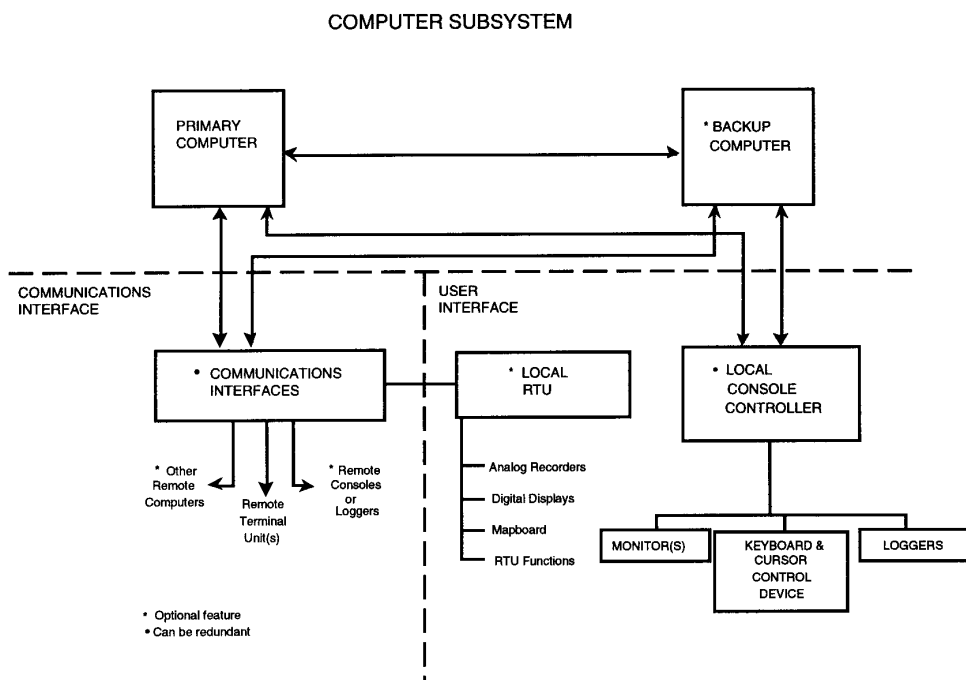 COMPUTER SUBSYSTEM
PRIMARY
COMPUTER
* BACKUP
COMPUTER
COMMUNICATIONS
INTERFACE
USER
INTERFACE
• COMMUNICATIONS
INTERFACES
* LOCAL
RTU
• LOCAL
CONSOLE
CONTROLLER
* Other
Remote
Computers
Remote
Terminal
Unit(s)
* Remote
Consoles
or
Loggers
Analog Recorders
Digital Displays
Mapboard
RTU Functions
MONITOR(S)
KEYBOARD &
CURSOR
CONTROL
DEVICE
LOGGERS
* Optional feature
• Can be redundant